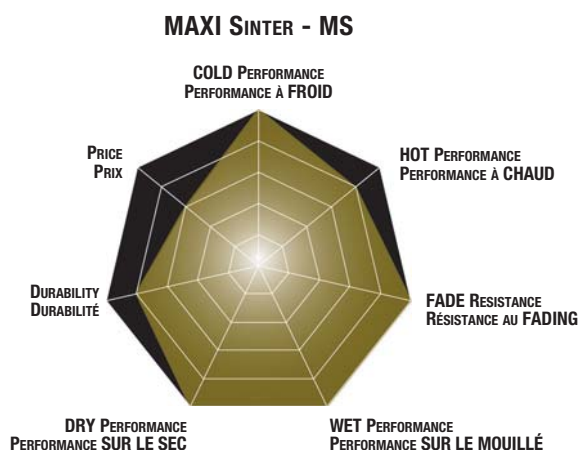 MAXI SINTER - MS
COLD PERFORMANCE
PERFORMANCE À FROID
PRICE
PRIX
HOT PERFORMANCE
PERFORMANCE À CHAUD
DURABILITY
DURABILITÉ
FADE RESISTANCE
RÉSISTANCE AU FADING
DRY PERFORMANCE
PERFORMANCE SUR LE SEC
WET PERFORMANCE
PERFORMANCE SUR LE MOUILLÉ